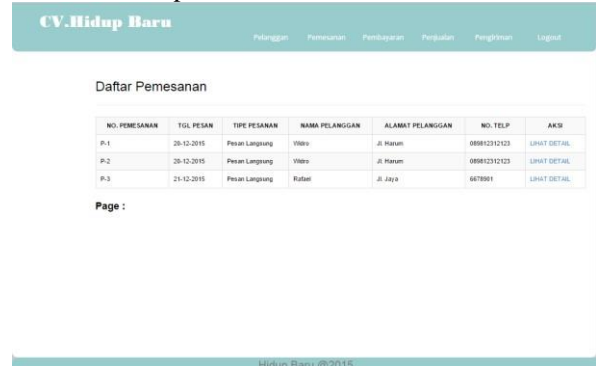 CV.Hidup Baru
Pelanggan Pemesanan Pembayaran Penjualan Pengiriman Logout
Daftar Pemesanan
NO. PEMESANAN TGL PESAN TIPE PESANAN NAMA PELANGGAN ALAMAT PELANGGAN NO. TELP AKSI
P-1 20-12-2015 Pesan Langsung Jl. Harum 089812312123 LIHAT DETAIL
P-2 20-12-2015 Pesan Langsung Jl. Harum 089812312123 LIHAT DETAIL
P-3 21-12-2015 Pesan Langsung Rafael Jl. Jaya 6678901 LIHAT DETAIL
Page :
Hidup Baru @2015